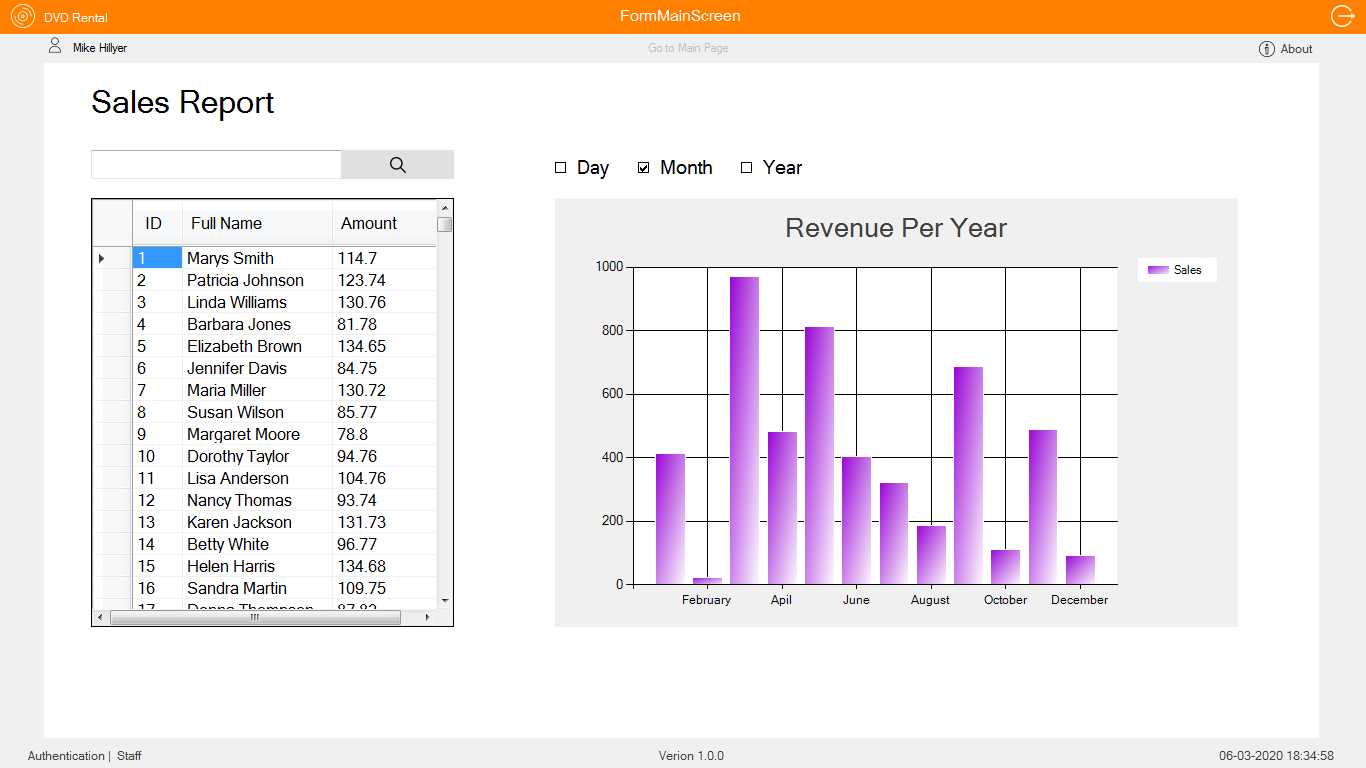 DVD Rental
FormMainScreen
Mike Hillyer
Go to Main Page
About
Sales Report
Day
Month
Year
ID Full Name Amount
1 Marys Smith 114.7
2 Patricia Johnson 123.74
3 Linda Williams 130.76
4 Barbara Jones 81.78
5 Elizabeth Brown 134.65
6 Jennifer Davis 84.75
7 Maria Miller 130.72
8 Susan Wilson 85.77
9 Margaret Moore 78.8
10 Dorothy Taylor 94.76
11 Lisa Anderson 104.76
12 Nancy Thomas 93.74
13 Karen Jackson 131.73
14 Betty White 96.77
15 Helen Harris 134.68
16 Sandra Martin 109.75
17 Donna Thompson 87.82
Revenue Per Year
Sales
1000
800
600
400
200
0
February Apil June August October December
Authentication | Staff
Verion 1.0.0
06-03-2020 18:34:58